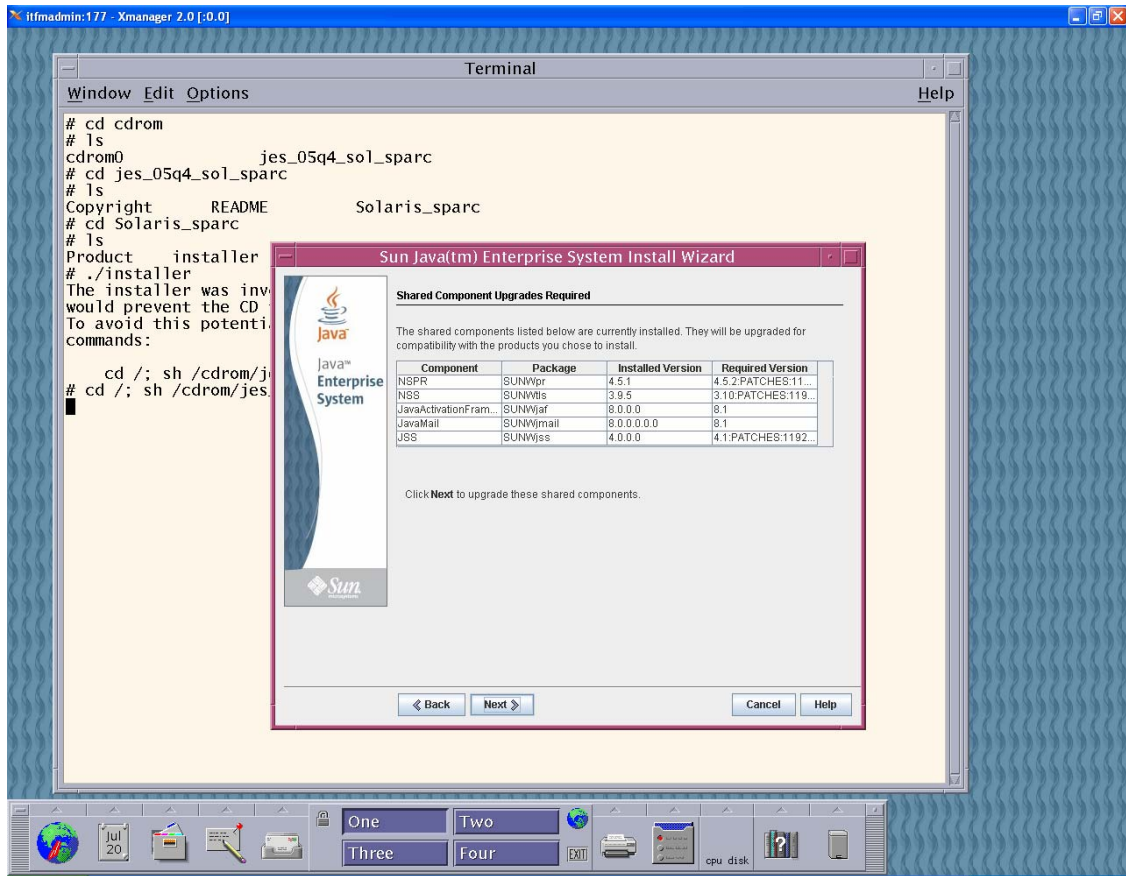 itfmadmin:177 - Xmanager 2.0 [:0.0]
Terminal
Window Edit Options Help
# cd cdrom
# ls
cdrom0 jes_05q4_sol_sparc
# cd jes_05q4_sol_sparc
# ls
Copyright README Solaris_sparc
# cd Solaris_sparc
# ls
Product installer
# ./installer
The installer was inv
would prevent the CD
To avoid this potenti
commands:
cd /; sh /cdrom/j
# cd /; sh /cdrom/jes
Sun Java(tm) Enterprise System Install Wizard
Java
Java™
Enterprise
System
Sun
Shared Component Upgrades Required
The shared components listed below are currently installed. They will be upgraded for
compatibility with the products you chose to install.
Component Package Installed Version Required Version
NSPR SUNWpr 4.5.1 4.5.2:PATCHES:11...
NSS SUNWtls 3.9.5 3.10:PATCHES:119...
JavaActivationFram... SUNWjaf 8.0.0.0 8.1
JavaMail SUNWjmail 8.0.0.0.0.0 8.1
JSS SUNWjss 4.0.0.0 4.1:PATCHES:1192...
Click Next to upgrade these shared components.
Back Next Cancel Help
Jul
20
One Two
Three Four
EXIT
cpu disk
?